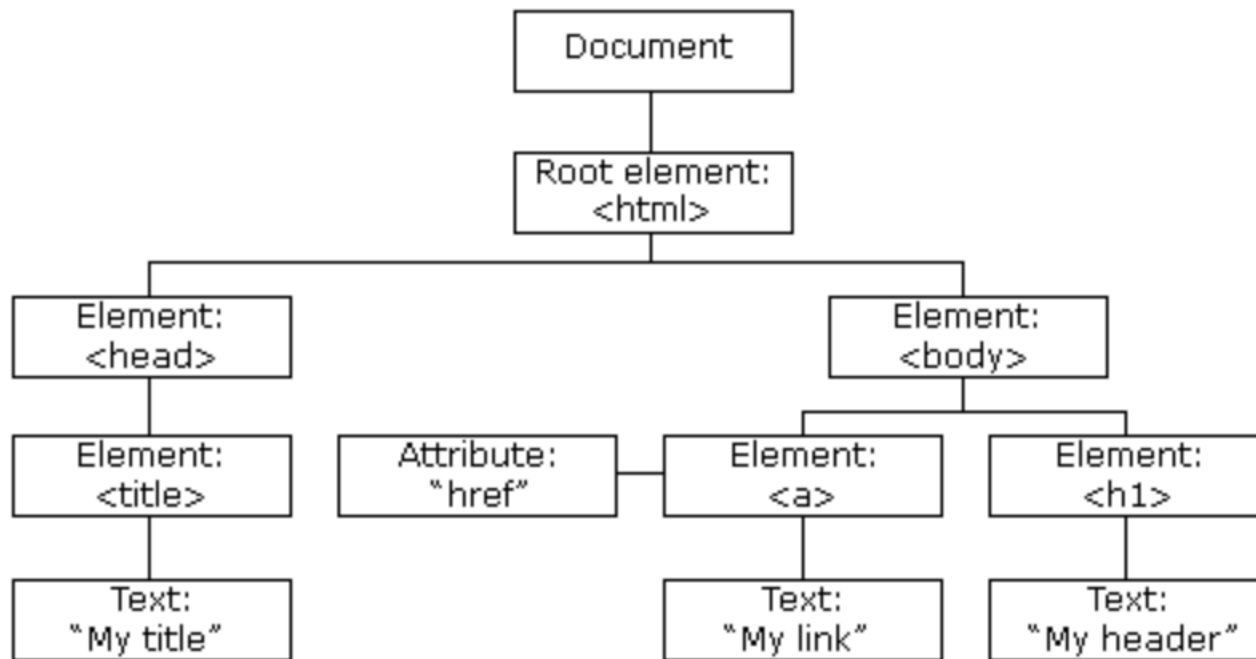 Document
Root element:
<html>
Element:
<head>
Element:
<body>
Element:
<title>
Attribute:
“href”
Element:
<a>
Element:
<h1>
Text:
“My title”
Text:
“My link”
Text:
“My header”